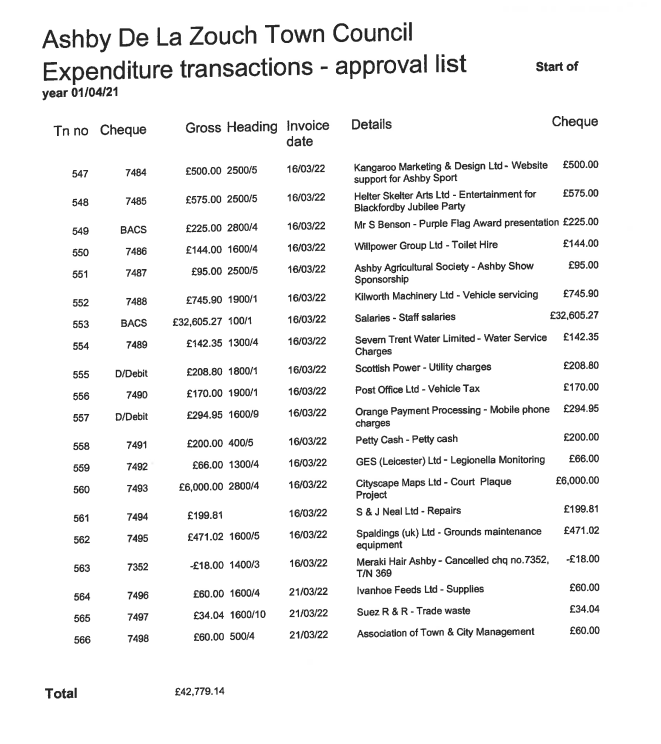 Ashby De La Zouch Town Council
Expenditure transactions - approval list Start of
year 01/04/21
Tn no Cheque Gross Heading Invoice date Details Cheque
547 7484 £500.00 2500/5 16/03/22 Kangaroo Marketing & Design Ltd - Website £500.00
support for Ashby Sport
548 7485 £575.00 2500/5 16/03/22 Helter Skelter Arts Ltd - Entertainment for £575.00
Blackfordby Jubilee Party
549 BACS £225.00 2800/4 16/03/22 Mr S Benson - Purple Flag Award presentation £225.00
550 7486 £144.00 1600/4 16/03/22 Willpower Group Ltd - Toilet Hire £144.00
551 7487 £95.00 2500/5 16/03/22 Ashby Agricultural Society - Ashby Show £95.00
Sponsorship
552 7488 £745.90 1900/1 16/03/22 Kilworth Machinery Ltd - Vehicle servicing £745.90
553 BACS £32,605.27 100/1 16/03/22 Salaries - Staff salaries £32,605.27
554 7489 £142.35 1300/4 16/03/22 Severn Trent Water Limited - Water Service £142.35
Charges
555 D/Debit £208.80 1800/1 16/03/22 Scottish Power - Utility charges £208.80
556 7490 £170.00 1900/1 16/03/22 Post Office Ltd - Vehicle Tax £170.00
557 D/Debit £294.95 1600/9 16/03/22 Orange Payment Processing - Mobile phone £294.95
charges
558 7491 £200.00 400/5 16/03/22 Petty Cash - Petty cash £200.00
559 7492 £66.00 1300/4 16/03/22 GES (Leicester) Ltd - Legionella Monitoring £66.00
560 7493 £6,000.00 2800/4 16/03/22 Cityscape Maps Ltd - Court Plaque £6,000.00
Project
561 7494 £199.81 16/03/22 S & J Neal Ltd - Repairs £199.81
562 7495 £471.02 1600/5 16/03/22 Spaldings (uk) Ltd - Grounds maintenance £471.02
equipment
563 7352 -£18.00 1400/3 16/03/22 Meraki Hair Ashby - Cancelled chq no.7352, -£18.00
T/N 369
564 7496 £60.00 1600/4 21/03/22 Ivanhoe Feeds Ltd - Supplies £60.00
565 7497 £34.04 1600/10 21/03/22 Suez R & R - Trade waste £34.04
566 7498 £60.00 500/4 21/03/22 Association of Town & City Management £60.00
Total £42,779.14